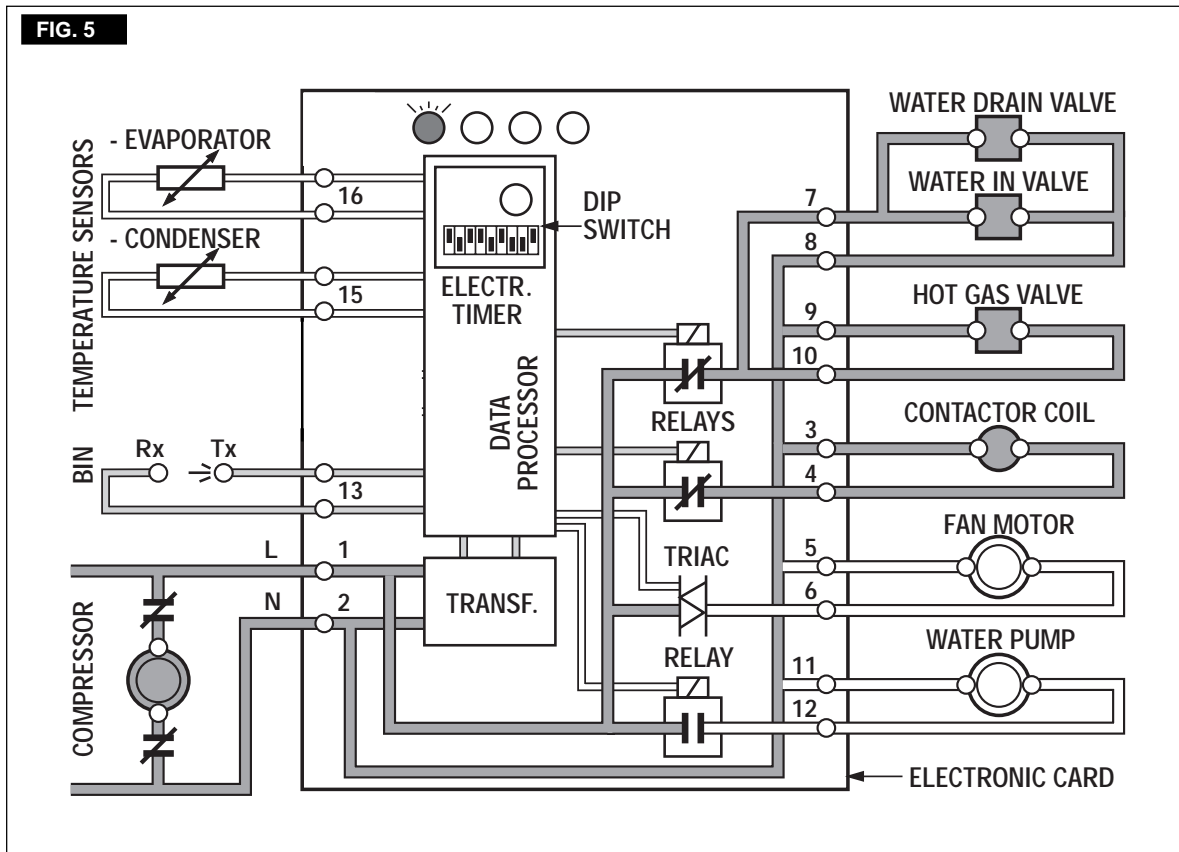 FIG. 5
TEMPERATURE SENSORS
- EVAPORATOR
16
- CONDENSER
15
BIN
Rx
Tx
13
L
1
N
2
COMPRESSOR
DIP
SWITCH
ELECTR.
TIMER
DATA
PROCESSOR
TRANSF.
RELAYS
TRIAC
RELAY
WATER DRAIN VALVE
7
WATER IN VALVE
8
HOT GAS VALVE
9
10
CONTACTOR COIL
3
4
FAN MOTOR
5
6
WATER PUMP
11
12
ELECTRONIC CARD